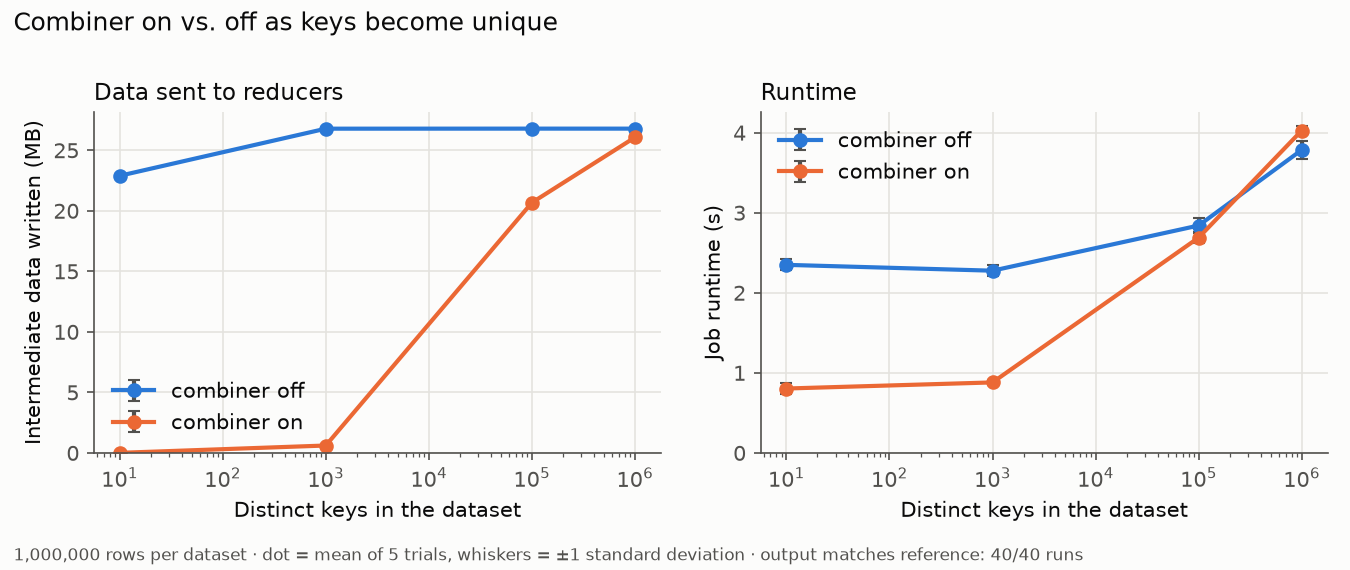 Combiner on vs. off as keys become unique
Data sent to reducers
Intermediate data written (MB)
25
20
15
10
5
0
combiner off
combiner on
10¹ 10² 10³ 10⁴ 10⁵ 10⁶
Distinct keys in the dataset
Runtime
Job runtime (s)
4
3
2
1
0
combiner off
combiner on
10¹ 10² 10³ 10⁴ 10⁵ 10⁶
Distinct keys in the dataset
1,000,000 rows per dataset · dot = mean of 5 trials, whiskers = ±1 standard deviation · output matches reference: 40/40 runs